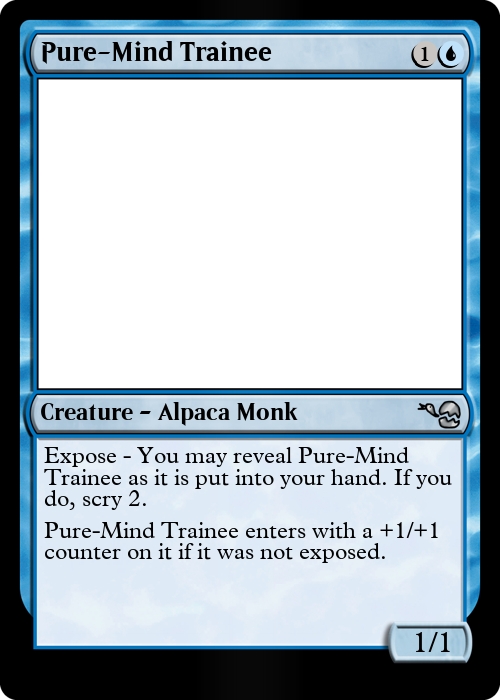 Pure-Mind Trainee
1
Creature - Alpaca Monk
Expose - You may reveal Pure-Mind
Trainee as it is put into your hand. If you
do, scry 2.
Pure-Mind Trainee enters with a +1/+1
counter on it if it was not exposed.
1/1